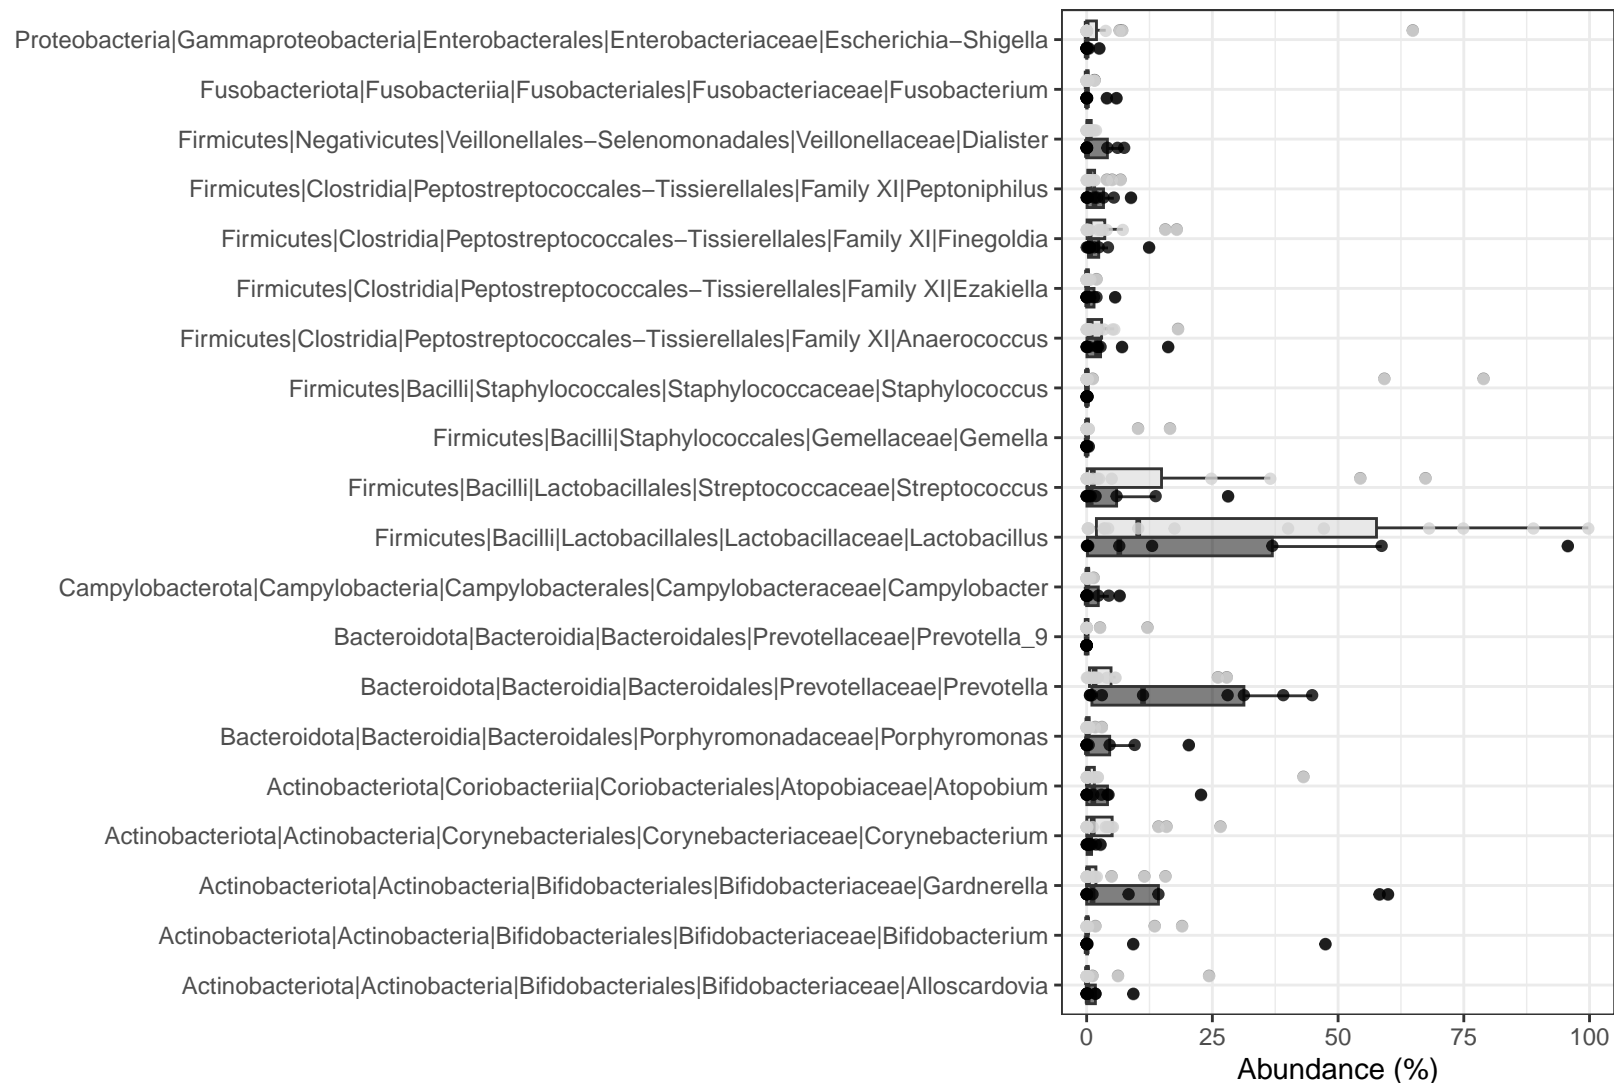 Proteobacteria|Gammaproteobacteria|Enterobacterales|Enterobacteriaceae|Escherichia−Shigella
Fusobacteriota|Fusobacteriia|Fusobacteriales|Fusobacteriaceae|Fusobacterium
Firmicutes|Negativicutes|Veillonellales−Selenomonadales|Veillonellaceae|Dialister
Firmicutes|Clostridia|Peptostreptococcales−Tissierellales|Family XI|Peptoniphilus
Firmicutes|Clostridia|Peptostreptococcales−Tissierellales|Family XI|Finegoldia
Firmicutes|Clostridia|Peptostreptococcales−Tissierellales|Family XI|Ezakiella
Firmicutes|Clostridia|Peptostreptococcales−Tissierellales|Family XI|Anaerococcus
Firmicutes|Bacilli|Staphylococcales|Staphylococcaceae|Staphylococcus
Firmicutes|Bacilli|Staphylococcales|Gemellaceae|Gemella
Firmicutes|Bacilli|Lactobacillales|Streptococcaceae|Streptococcus
Firmicutes|Bacilli|Lactobacillales|Lactobacillaceae|Lactobacillus
Campylobacterota|Campylobacteria|Campylobacterales|Campylobacteraceae|Campylobacter
Bacteroidota|Bacteroidia|Bacteroidales|Prevotellaceae|Prevotella_9
Bacteroidota|Bacteroidia|Bacteroidales|Prevotellaceae|Prevotella
Bacteroidota|Bacteroidia|Bacteroidales|Porphyromonadaceae|Porphyromonas
Actinobacteriota|Coriobacteriia|Coriobacteriales|Atopobiaceae|Atopobium
Actinobacteriota|Actinobacteria|Corynebacteriales|Corynebacteriaceae|Corynebacterium
Actinobacteriota|Actinobacteria|Bifidobacteriales|Bifidobacteriaceae|Gardnerella
Actinobacteriota|Actinobacteria|Bifidobacteriales|Bifidobacteriaceae|Bifidobacterium
Actinobacteriota|Actinobacteria|Bifidobacteriales|Bifidobacteriaceae|Alloscardovia
0 25 50 75 100
Abundance (%)